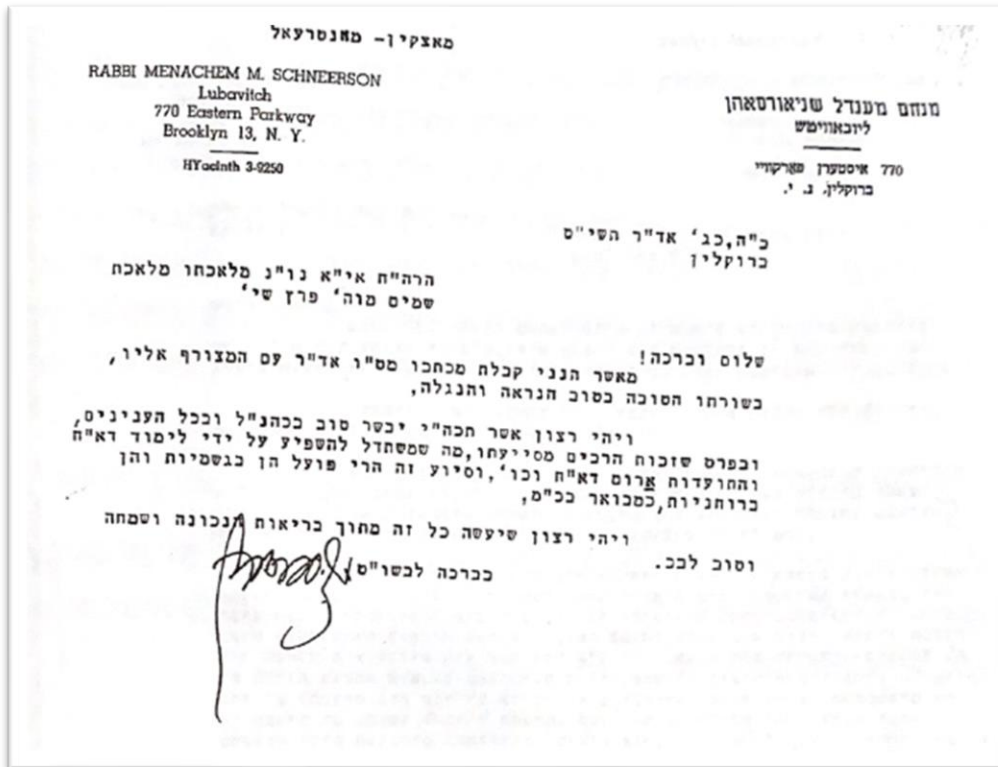 מאצקין- מאנטרעאל
RABBI MENACHEM M. SCHNEERSON
Lubavitch
770 Eastern Parkway
Brooklyn 13, N. Y.
HYacinth 3-9250
מנחם מענדל שניאורסאהן
ליובאוויטש
770 איסטערן פארקוויי
ברוקלין, נ. י.
ב"ה,כג' אד"ר תשי"ט
ברוקלין
הרה"ח אי"א נו"נ מלאכתו מלאכת
שמים מוה' פרץ שי'
שלום וברכה!
מאשר הנני קבלת מכתבו מט"ו אד"ר עם המצורף אליו,
בשורתו הטובה בטוב הנראה והנגלה,
ויהי רצון אשר תכה"י יבשר טוב בכהנ"ל ובכל הענינים,
ובפרט שזכות הרבים מסייעתו,מה שמשתדל להשפיע על ידי לימוד דא"ח
והתועדות ארום דא"ח וכו',וסיוע זה הרי פועל הן בגשמיות והן
ברוחניות,כמבואר בכ"מ,
ויהי רצון שיעשה כל זה מתוך בריאות הנכונה ושמחה
וטוב לבב.
בברכה לבשו"ט